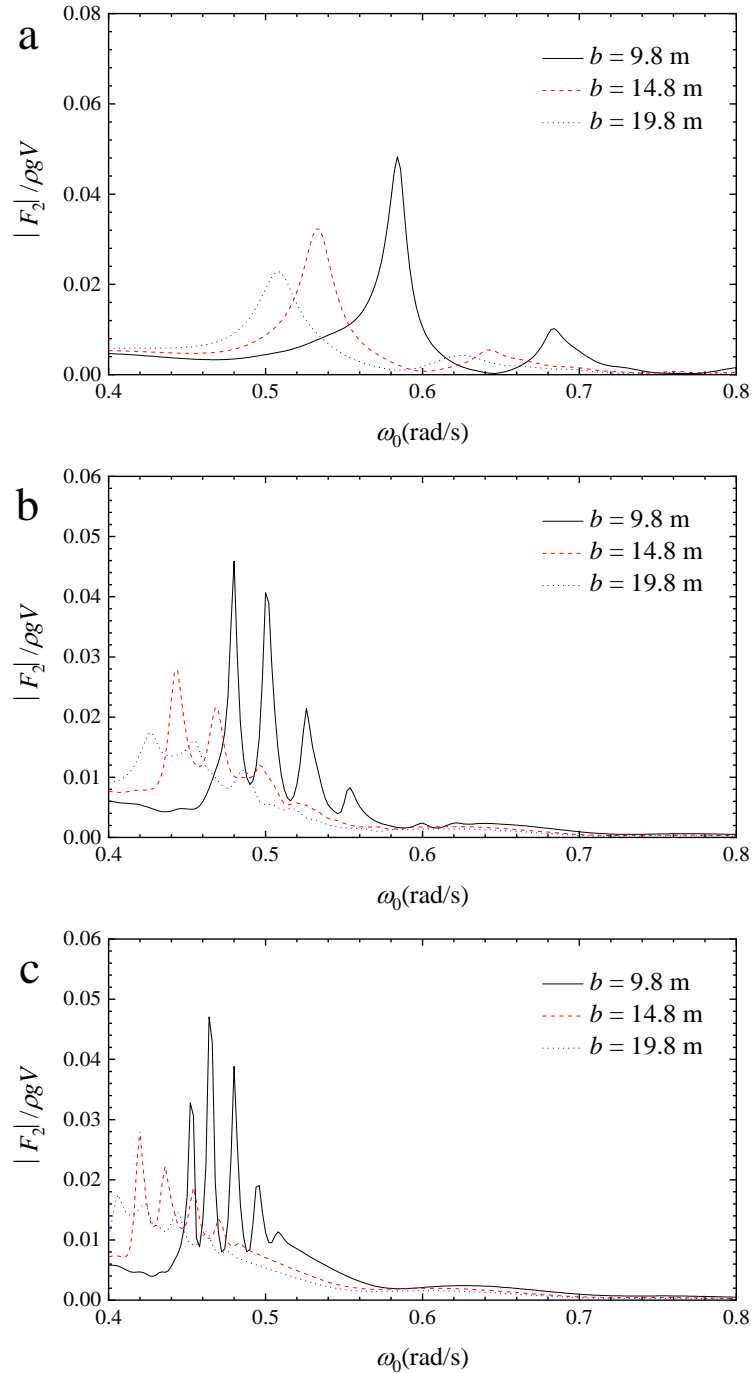 a
0.08
0.06
0.04
0.02
0.00
|F₂|/ρgV
b = 9.8 m
b = 14.8 m
b = 19.8 m
0.4 0.5 0.6 0.7 0.8
ω₀(rad/s)
b
0.06
0.05
0.04
0.03
0.02
0.01
0.00
|F₂|/ρgV
b = 9.8 m
b = 14.8 m
b = 19.8 m
0.4 0.5 0.6 0.7 0.8
ω₀(rad/s)
c
0.06
0.05
0.04
0.03
0.02
0.01
0.00
|F₂|/ρgV
b = 9.8 m
b = 14.8 m
b = 19.8 m
0.4 0.5 0.6 0.7 0.8
ω₀(rad/s)